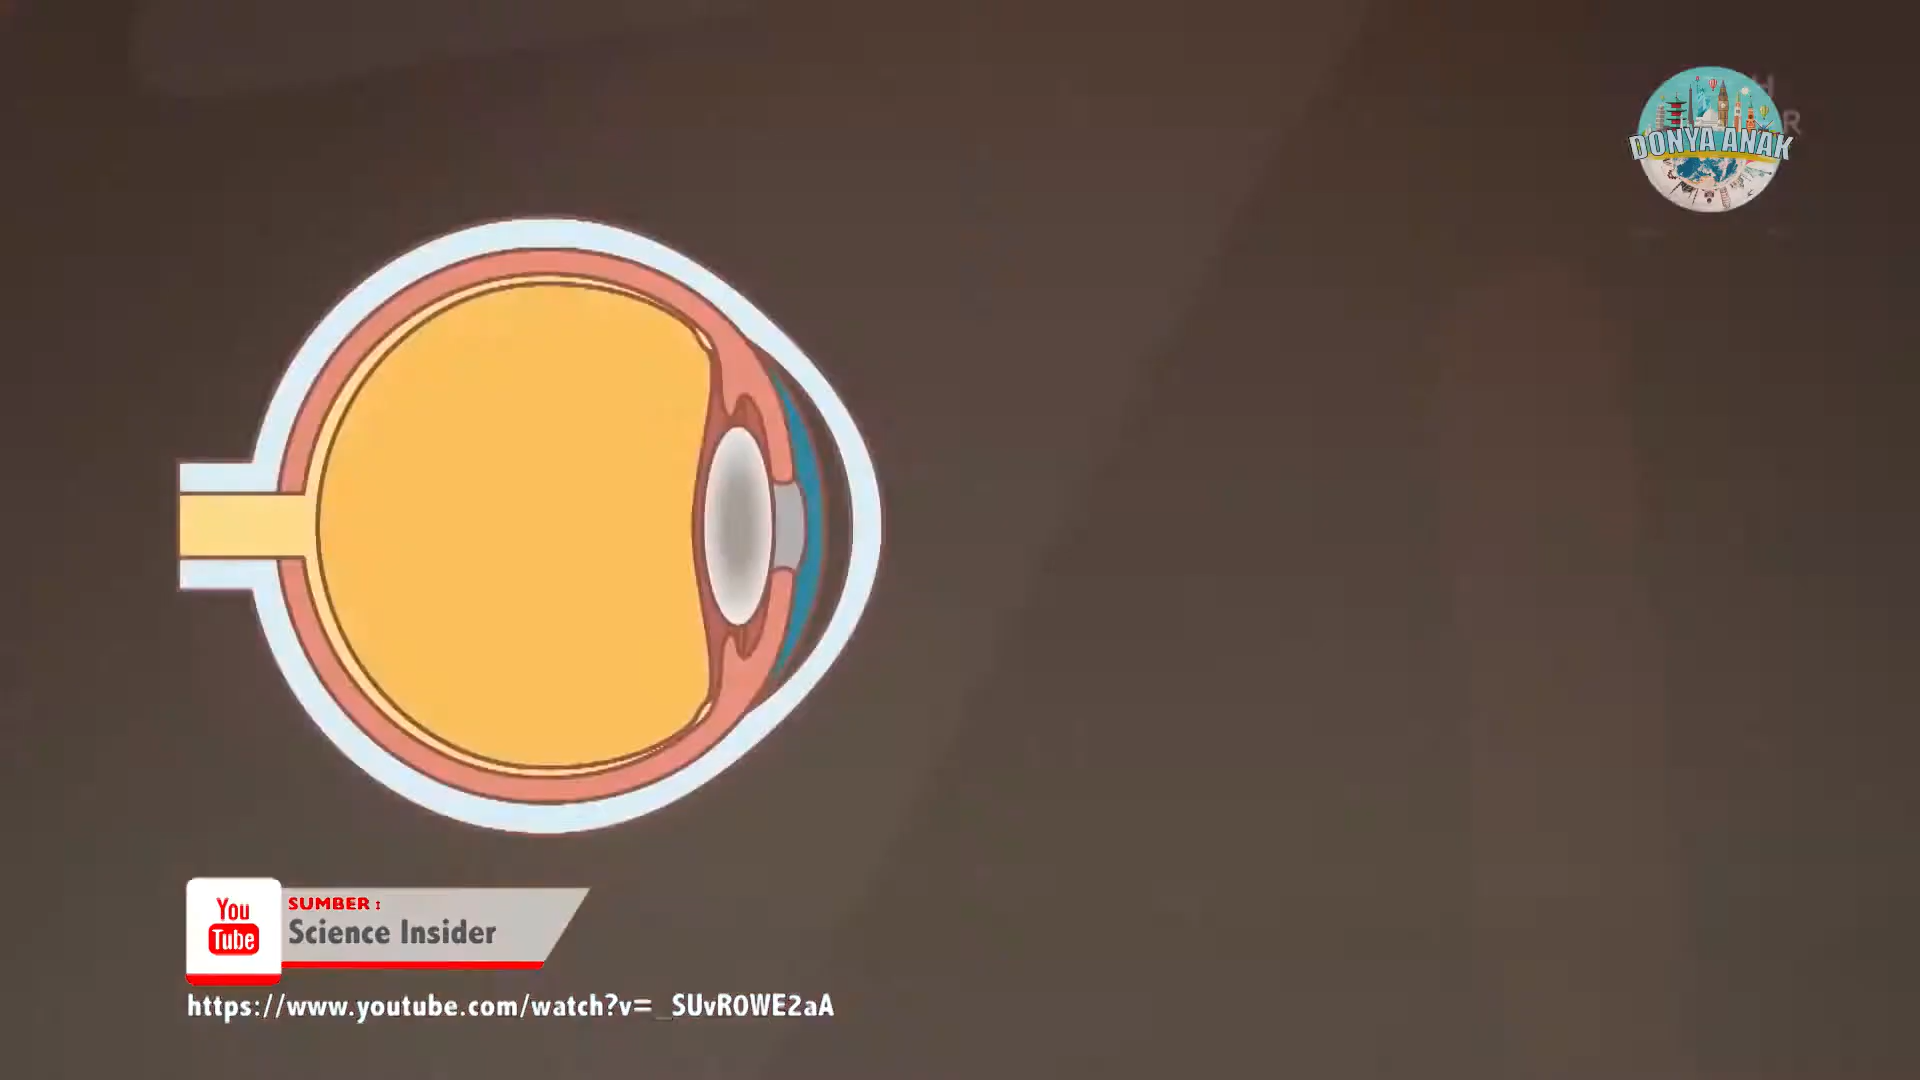 DONYA ANAK
You
Tube
SUMBER :
Science Insider
https://www.youtube.com/watch?v=_SUvR0WE2aA